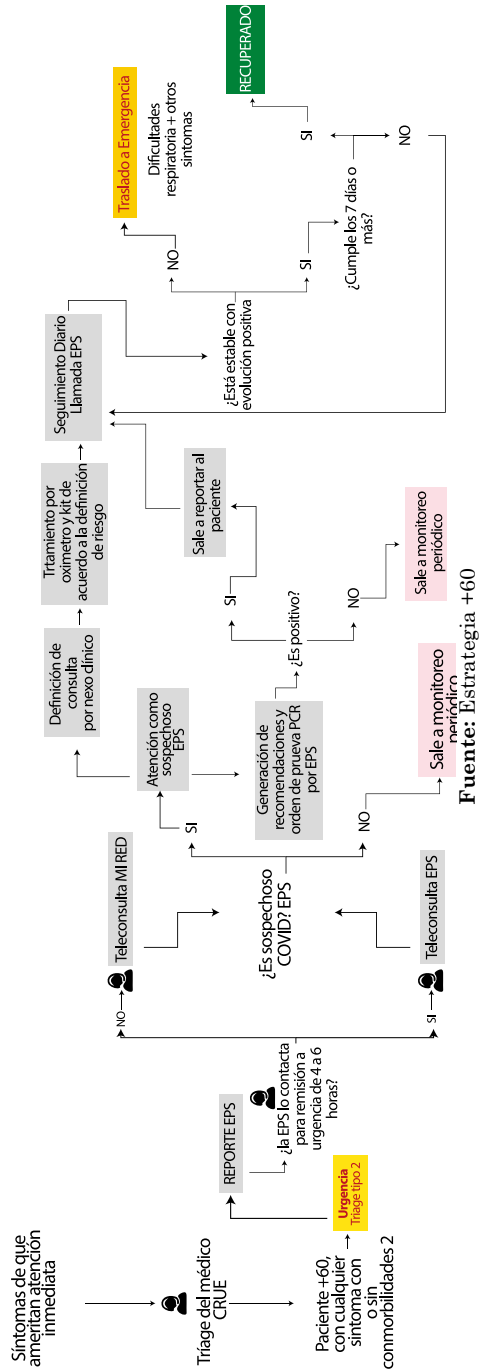 Síntomas de que
ameritan atención
inmediata
Triage del médico
CRUE
Paciente +60,
con cualquier
sintoma con
o sin
conmorbilidades 2
Urgencia
Triage tipo 2
REPORTE EPS
¿la EPS lo contacta
para remisión a
urgencia de 4 a 6
horas?
NO
SI
Teleconsulta MI RED
Teleconsulta EPS
¿Es sospechoso
COVID? EPS
SI
NO
Atención como
sospechoso
EPS
Sale a monitoreo
periódico
Definición de
consulta
por nexo clínico
Generación de
recomendaciones y
orden de prueba PCR
por EPS
¿Es positivo?
SI
NO
Sale a reportar al
paciente
Sale a monitoreo
periódico
Trtamiento por
oxímetro y kit de
acuerdo a la definición
de riesgo
Seguimiento Diario
Llamada EPS
¿Está estable con
evolución positiva
NO
SI
Traslado a Emergencia
Dificultades
respiratoria + otros
sintomas
¿Cumple los 7 días o
más?
SI
NO
RECUPERADO
Fuente: Estrategia +60